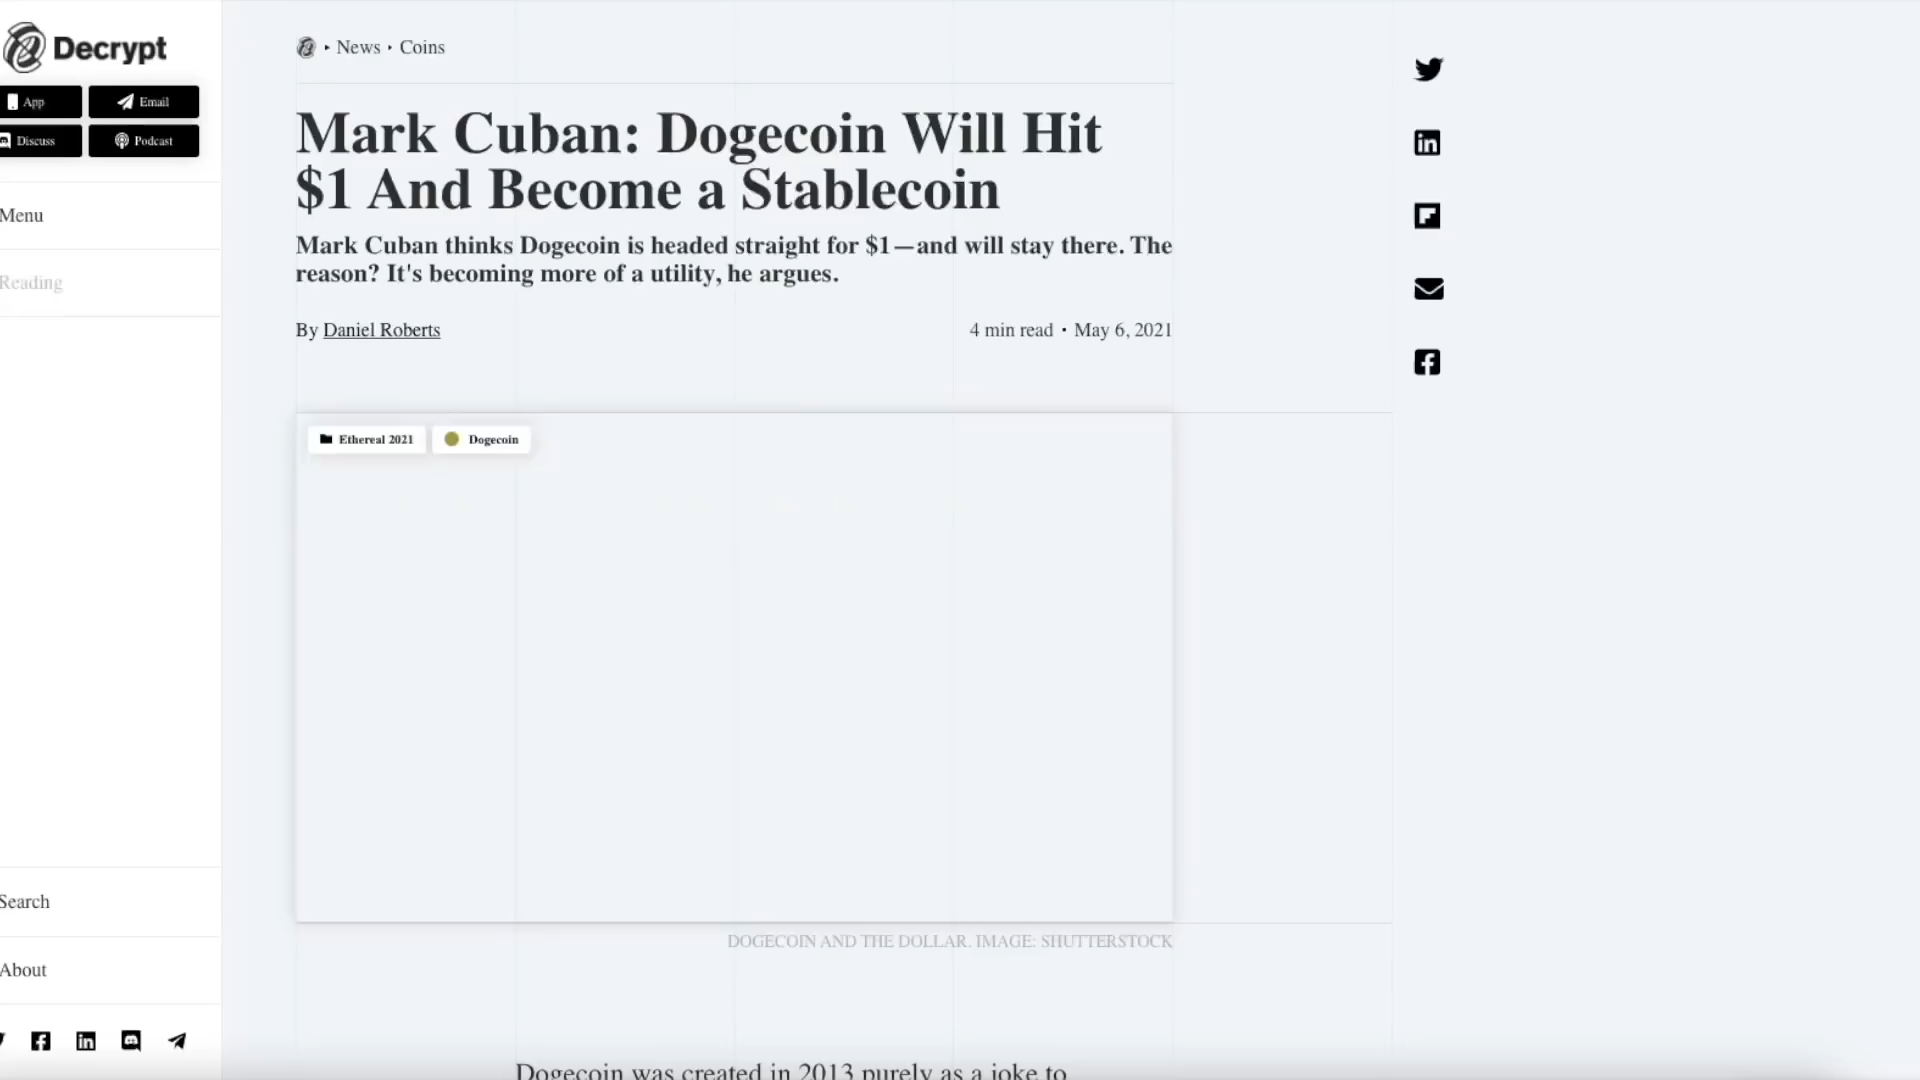 Decrypt
App
Email
Discuss
Podcast
Menu
Reading
Search
About
News
Coins
Mark Cuban: Dogecoin Will Hit
$1 And Become a Stablecoin
Mark Cuban thinks Dogecoin is headed straight for $1—and will stay there. The
reason? It's becoming more of a utility, he argues.
By Daniel Roberts
4 min read • May 6, 2021
Ethereal 2021
Dogecoin
DOGECOIN AND THE DOLLAR. IMAGE: SHUTTERSTOCK
Dogecoin was created in 2013 purely as a joke to